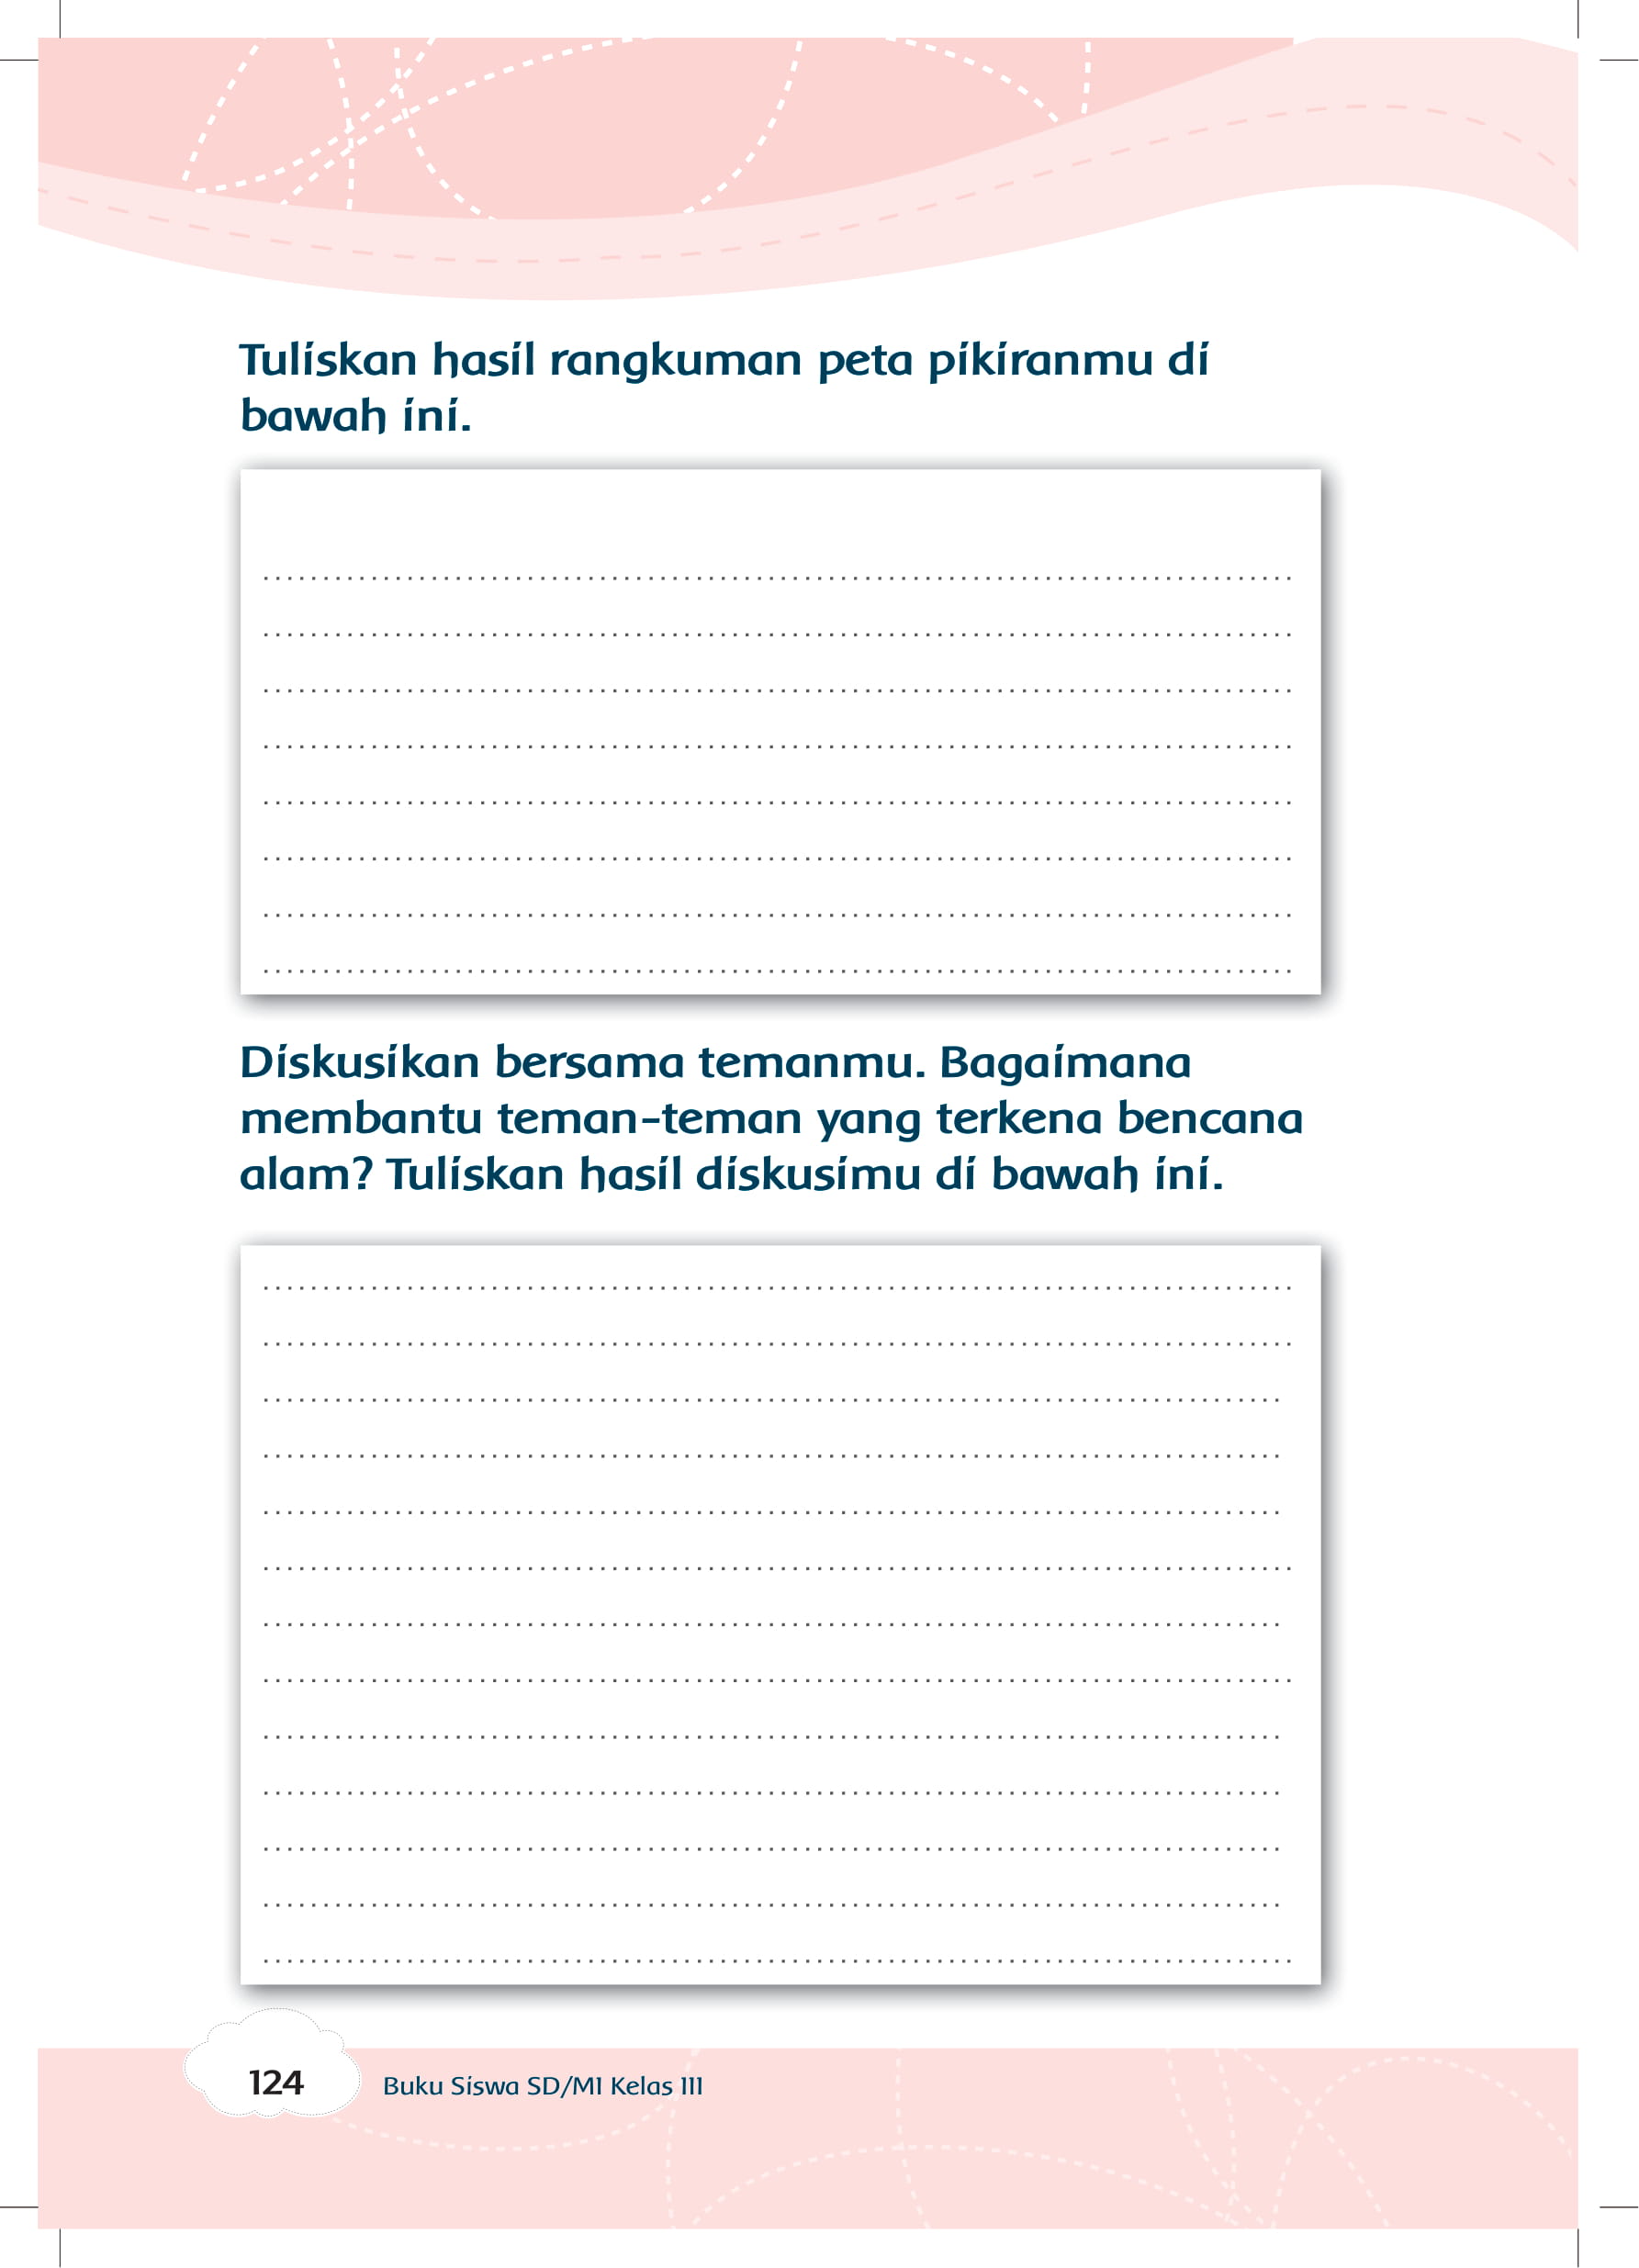 Tuliskan hasil rangkuman peta pikiranmu di
bawah ini.
Diskusikan bersama temanmu. Bagaimana
membantu teman-teman yang terkena bencana
alam? Tuliskan hasil diskusimu di bawah ini.
124
Buku Siswa SD/MI Kelas III